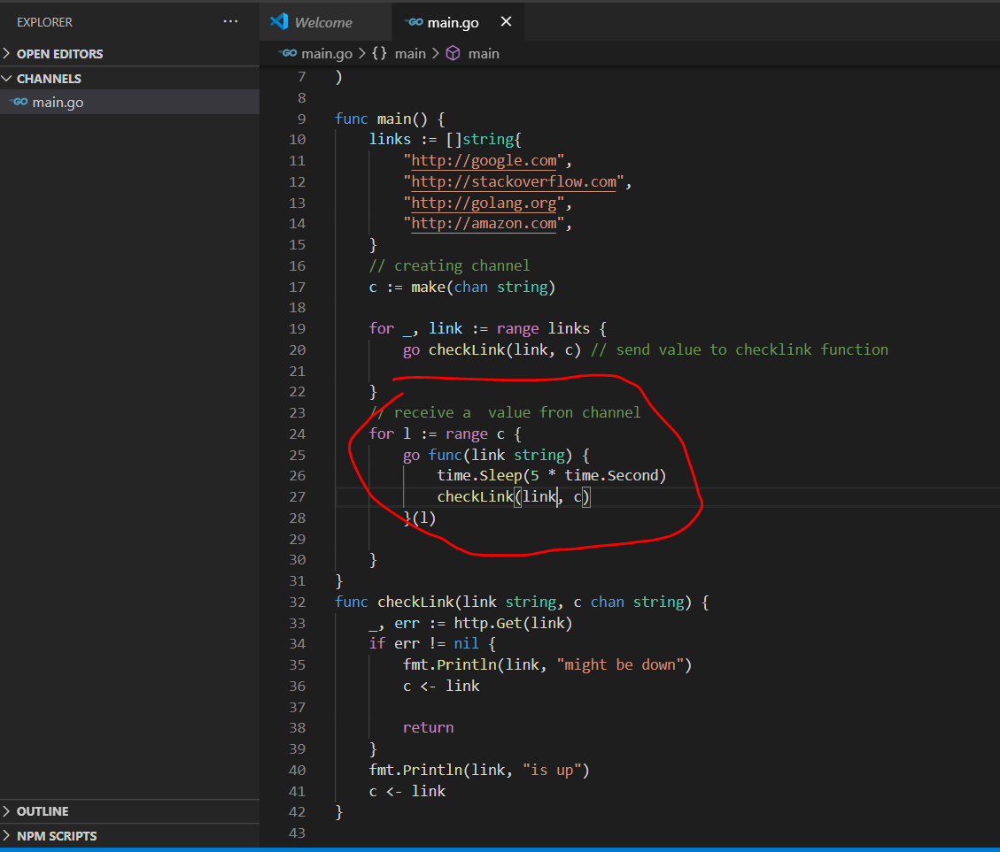 EXPLORER ...
Welcome
GO main.go ×
OPEN EDITORS
CHANNELS
GO main.go
GO main.go > {} main > main
7 )
8
9 func main() {
10 links := []string{
11 "http://google.com",
12 "http://stackoverflow.com",
13 "http://golang.org",
14 "http://amazon.com",
15 }
16 // creating channel
17 c := make(chan string)
18
19 for _, link := range links {
20 go checkLink(link, c) // send value to checklink function
21
22 }
23 // receive a  value fron channel
24 for l := range c {
25 go func(link string) {
26 time.Sleep(5 * time.Second)
27 checkLink(link, c)
28 }(l)
29
30 }
31 }
32 func checkLink(link string, c chan string) {
33 _, err := http.Get(link)
34 if err != nil {
35 fmt.Println(link, "might be down")
36 c <- link
37
38 return
39 }
40 fmt.Println(link, "is up")
41 c <- link
42 }
43
OUTLINE
NPM SCRIPTS